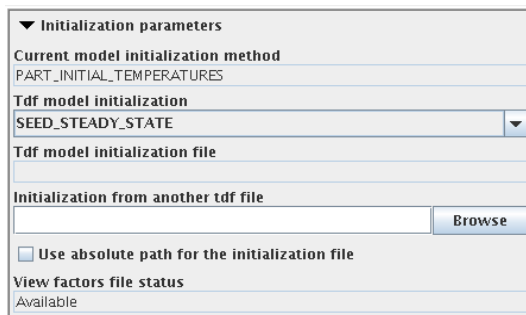 Initialization parameters
Current model initialization method
PART_INITIAL_TEMPERATURES
Tdf model initialization
SEED_STEADY_STATE
Tdf model initialization file
Initialization from another tdf file
Browse
Use absolute path for the initialization file
View factors file status
Available